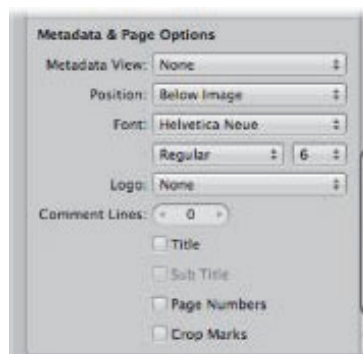 Metadata & Page Options
Metadata View: None
Position: Below Image
Font: Helvetica Neue
Regular 6
Logo: None
Comment Lines: 0
Title
Sub Title
Page Numbers
Crop Marks